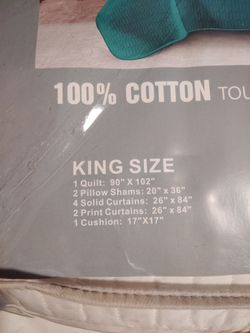 100% COTTON TOU
KING SIZE
1 Quilt: 90" X 102"
2 Pillow Shams: 20" x 36"
4 Solid Curtains: 26" x 84"
2 Print Curtains: 26" x 84"
1 Cushion: 17"X17"